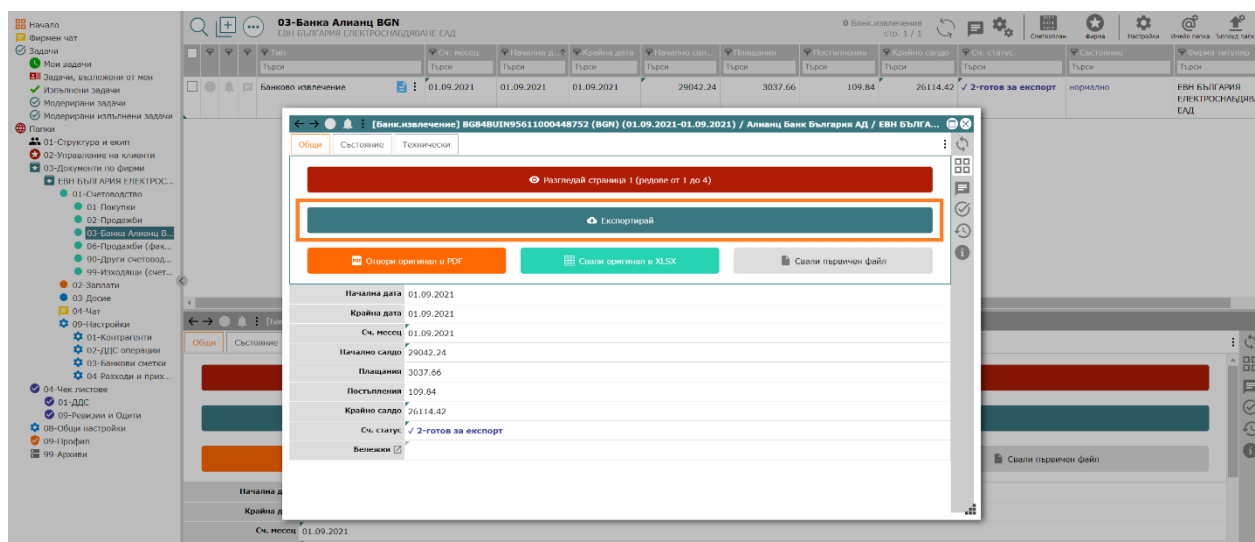 Начало
Фирмен чат
Задачи
Мои задачи
Задачи, възложени от мен
Изпълнени задачи
Модерирани задачи
Модерирани изпълнени задачи
Папки
01-Структура и екип
02-Управление на клиенти
03-Документи по фирми
ЕВН БЪЛГАРИЯ ЕЛЕКТРОС...
01-Счетоводство
01-Покупки
02-Продажби
03-Банка Алианц B...
06-Продажби (фак...
90-Други счетовод...
99-Изходящи (счет...
02-Заплати
03-Досие
04-Чат
09-Настройки
01-Контрагенти
02-ДДС операции
03-Банкови сметки
04-Разходи и прих...
04-Чек листове
01-ДДС
09-Ревизии и Одити
08-Общи настройки
09-Профил
99-Архиви
03-Банка Алианц BGN
ЕВН БЪЛГАРИЯ ЕЛЕКТРОСНАБДЯВАНЕ ЕАД
0 Банк.извлечения
стр. 1 / 1
Сметкоплан
Фирма
Настройки
Имейл папка
Тип
Сч. месец
Начална д...
Крайна дата
Начално сал...
Плащания
Постъпления
Крайно салдо
Сч. статус
Състояние
Фирма титуляр
Търси Търси Търси Търси Търси Търси Търси Търси Търси Търси Търси
Банково извлечение 01.09.2021 01.09.2021 01.09.2021 29042.24 3037.66 109.84 26114.42 √ 2-готов за експорт нормално ЕВН БЪЛГАРИЯ
ЕЛЕКТРОСНАБДЯВ
ЕАД
[Банк.извлечение] BG84BUIN95611000448752 (BGN) (01.09.2021-01.09.2021) / Алианц Банк България АД / ЕВН БЪЛГА...
Общи Състояние Технически
Разгледай страница 1 (редове от 1 до 4)
Експортирай
Отвори оригинал в PDF
Свали оригинал в XLSX
Свали първичен файл
Начална дата 01.09.2021
Крайна дата 01.09.2021
Сч. месец 01.09.2021
Начално салдо 29042.24
Плащания 3037.66
Постъпления 109.84
Крайно салдо 26114.42
Сч. статус √ 2-готов за експорт
Бележки
Общи Състояние
Свали първичен файл
Начална д
Крайна д
Сч. месец 01.09.2021